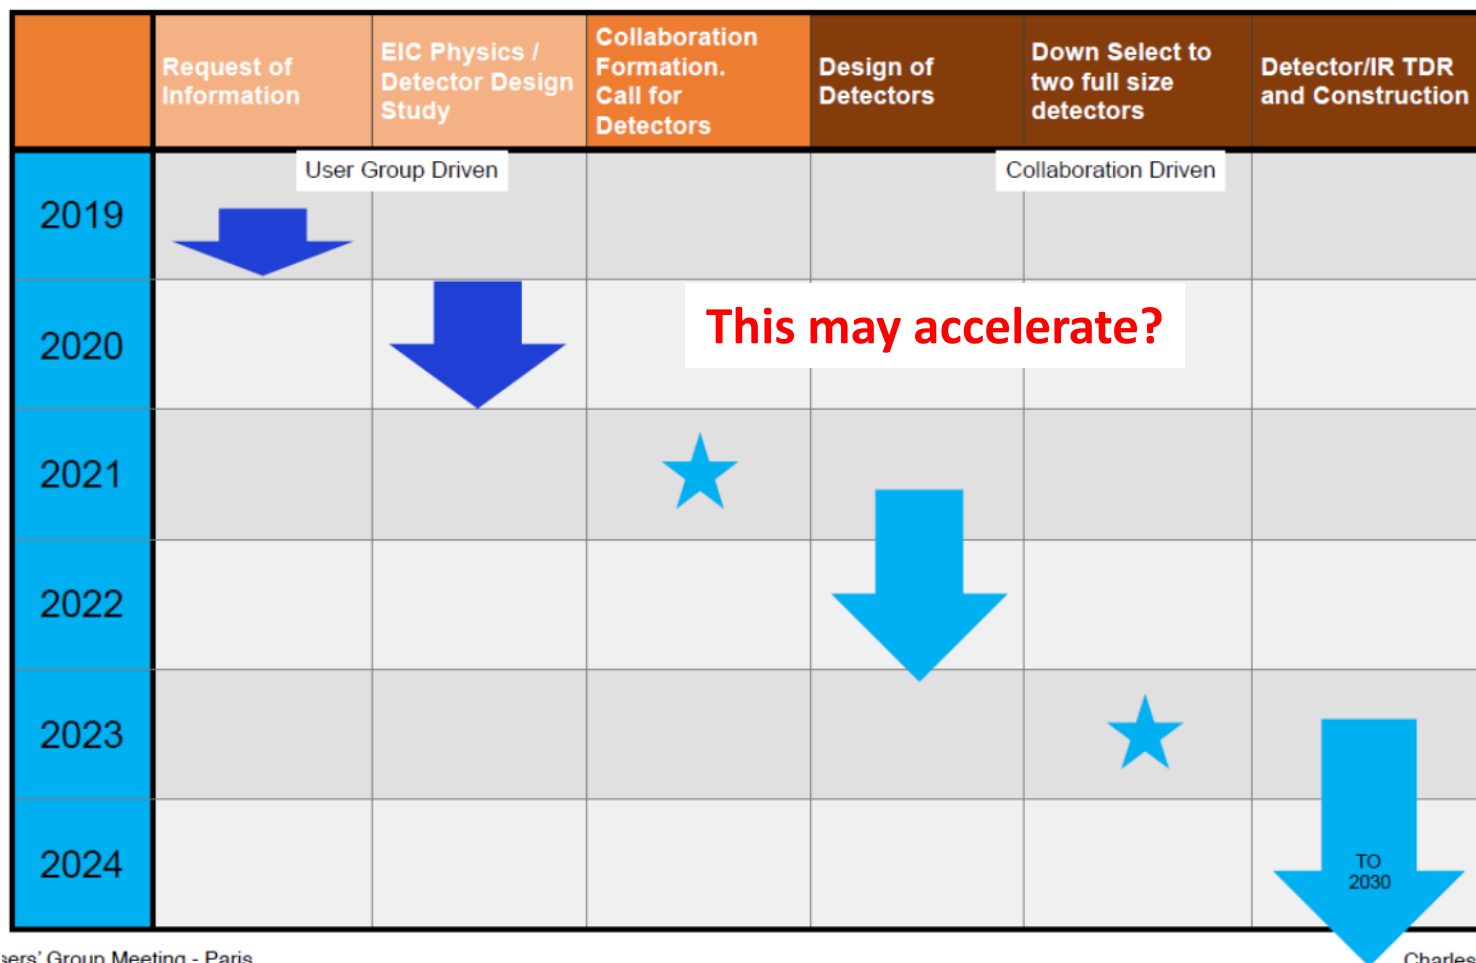 Request of
Information
EIC Physics /
Detector Design
Study
Collaboration
Formation.
Call for
Detectors
Design of
Detectors
Down Select to
two full size
detectors
Detector/IR TDR
and Construction
User Group Driven
Collaboration Driven
2019
2020
This may accelerate?
2021
2022
2023
2024
TO
2030
sers' Group Meeting - Paris
Charles